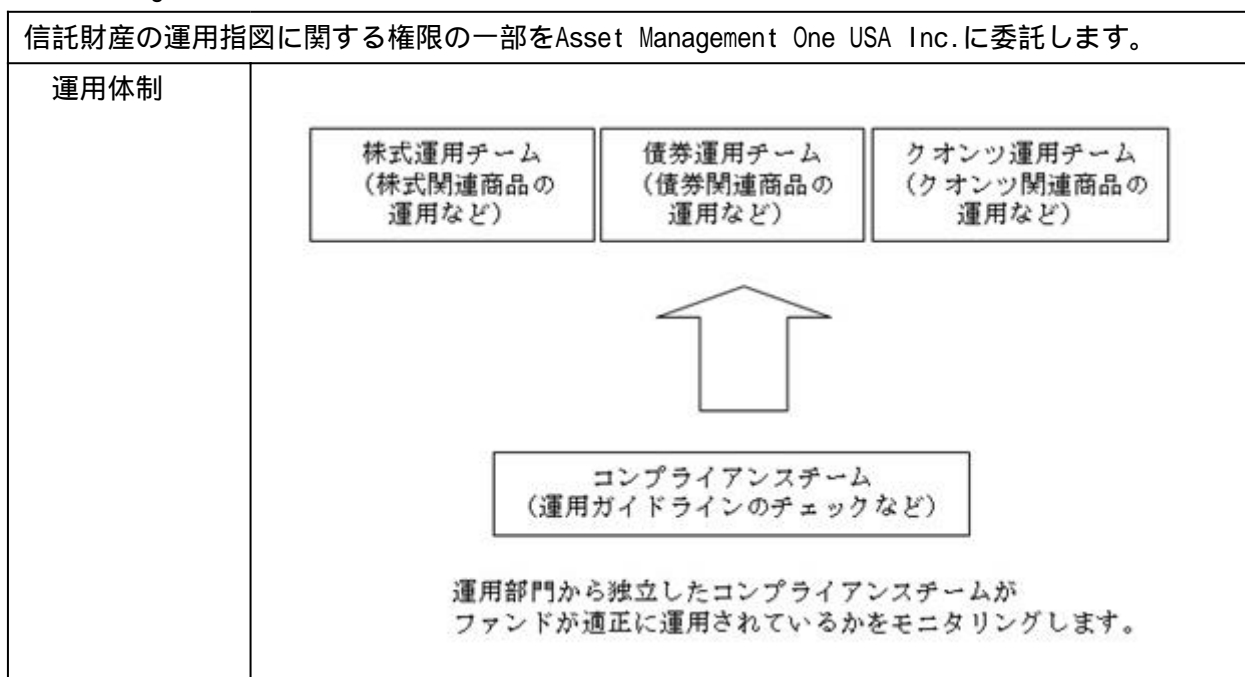 信託財産の運用指図に関する権限の一部をAsset Management One USA Inc.に委託します。
運用体制
株式運用チーム
（株式関連商品の
運用など）
債券運用チーム
（債券関連商品の
運用など）
クオンツ運用チーム
（クオンツ関連商品の
運用など）
コンプライアンスチーム
（運用ガイドラインのチェックなど）
運用部門から独立したコンプライアンスチームが
ファンドが適正に運用されているかをモニタリングします。